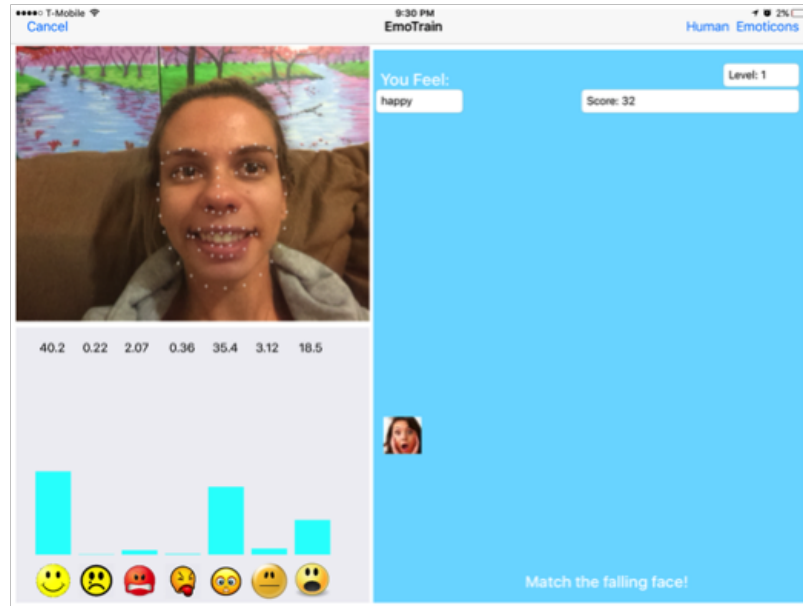 T-Mobile 9:30 PM 2%
Cancel EmoTrain Human Emoticons
You Feel:
Level: 1
happy
Score: 32
40.2 0.22 2.07 0.36 35.4 3.12 18.5
Match the falling face!